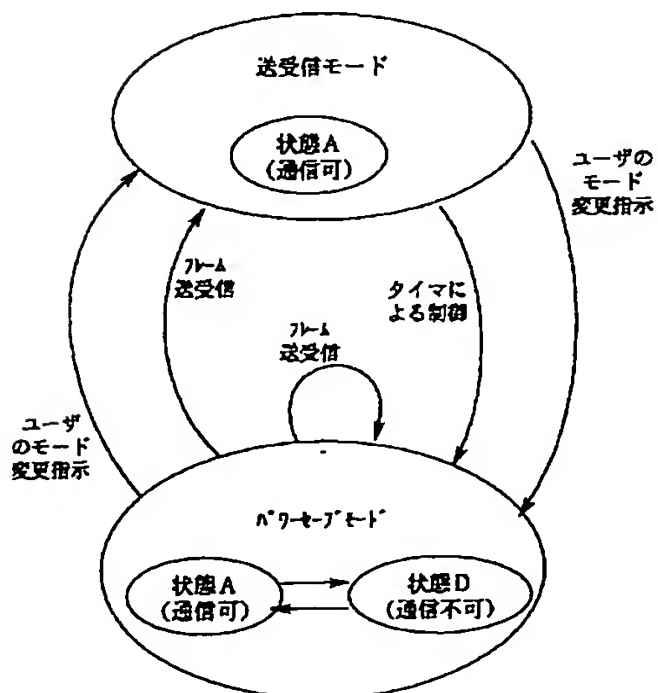 送受信モード
状態A
(通信可)
ユーザの
モード
変更指示
ﾌﾚｰﾑ
送受信
タイマに
よる制御
ﾌﾚｰﾑ
送受信
ユーザ
のモード
変更指示
ﾊﾟﾜｰｾｰﾌﾞﾓｰﾄﾞ
状態A
(通信可)
状態D
(通信不可)